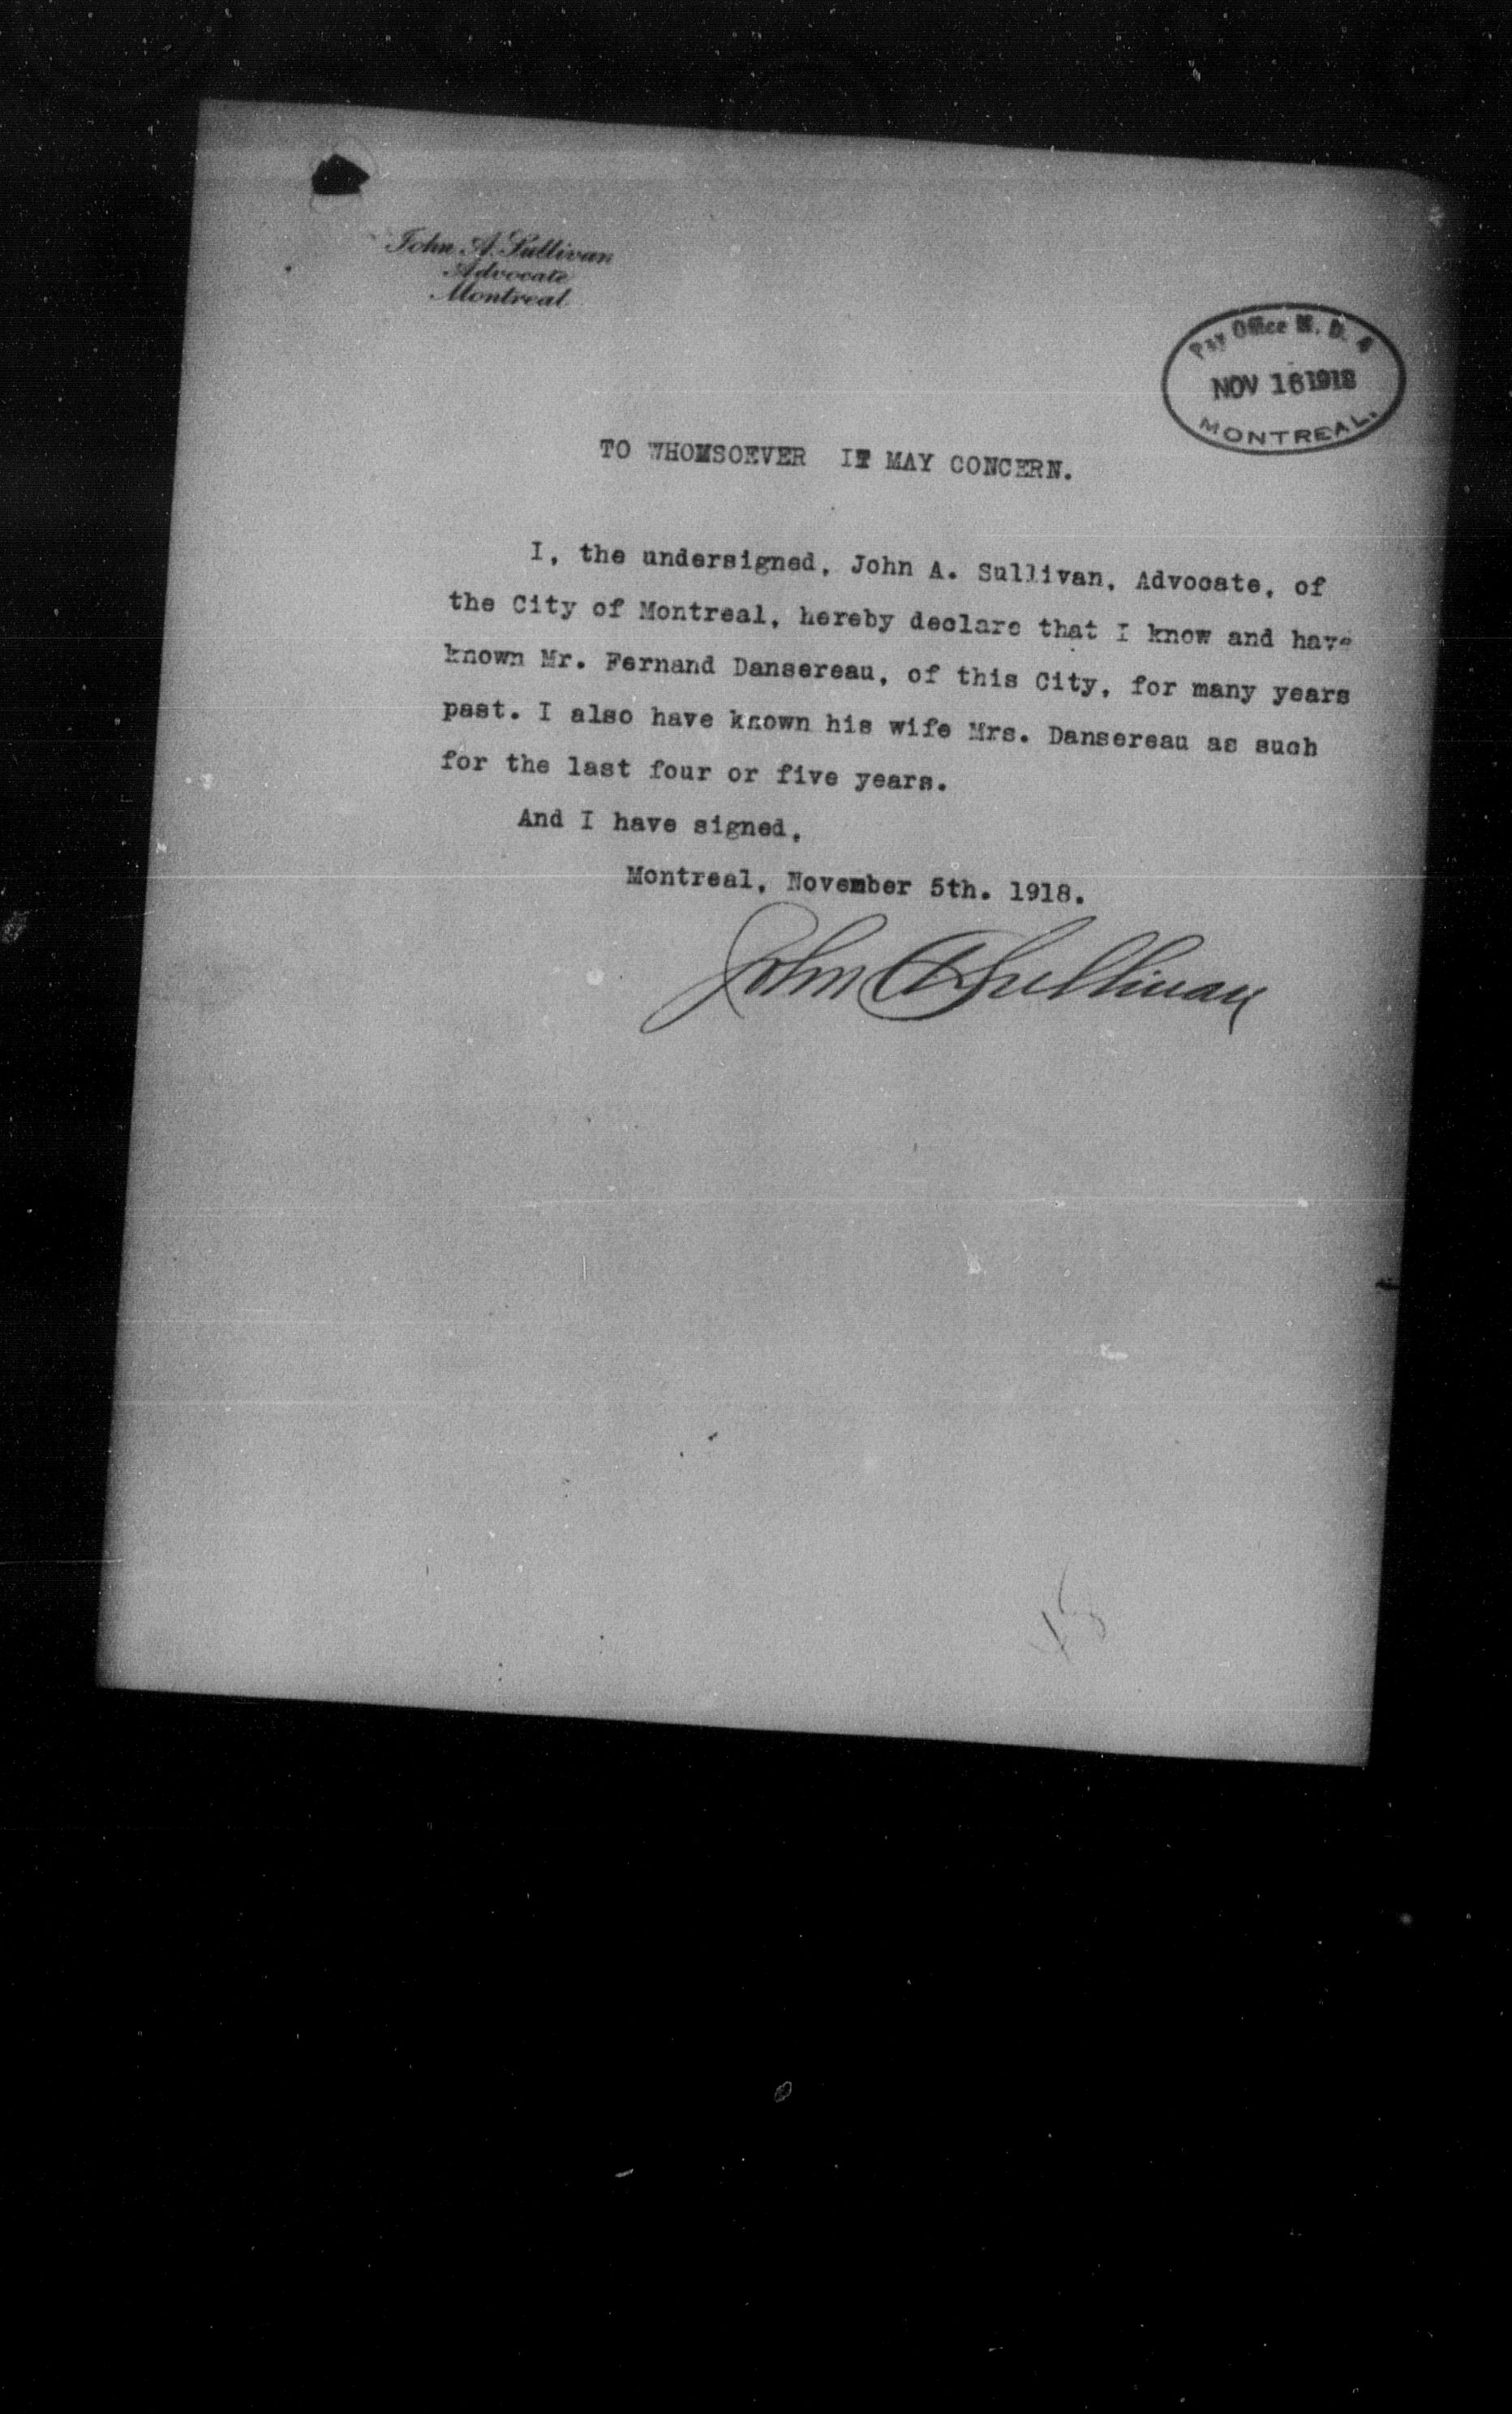 John A. Sullivan
Advocate
Montreal
Pay Office M. D. 4
NOV 16 1918
MONTREAL.
TO WHOMSOEVER IT MAY CONCERN.
I, the undersigned, John A. Sullivan, Advocate, of
the City of Montreal, hereby declare that I know and have
known Mr. Fernand Dansereau, of this City, for many years
past. I also have known his wife Mrs. Dansereau as such
for the last four or five years.
And I have signed,
Montreal, November 5th. 1918.
John A Sullivan